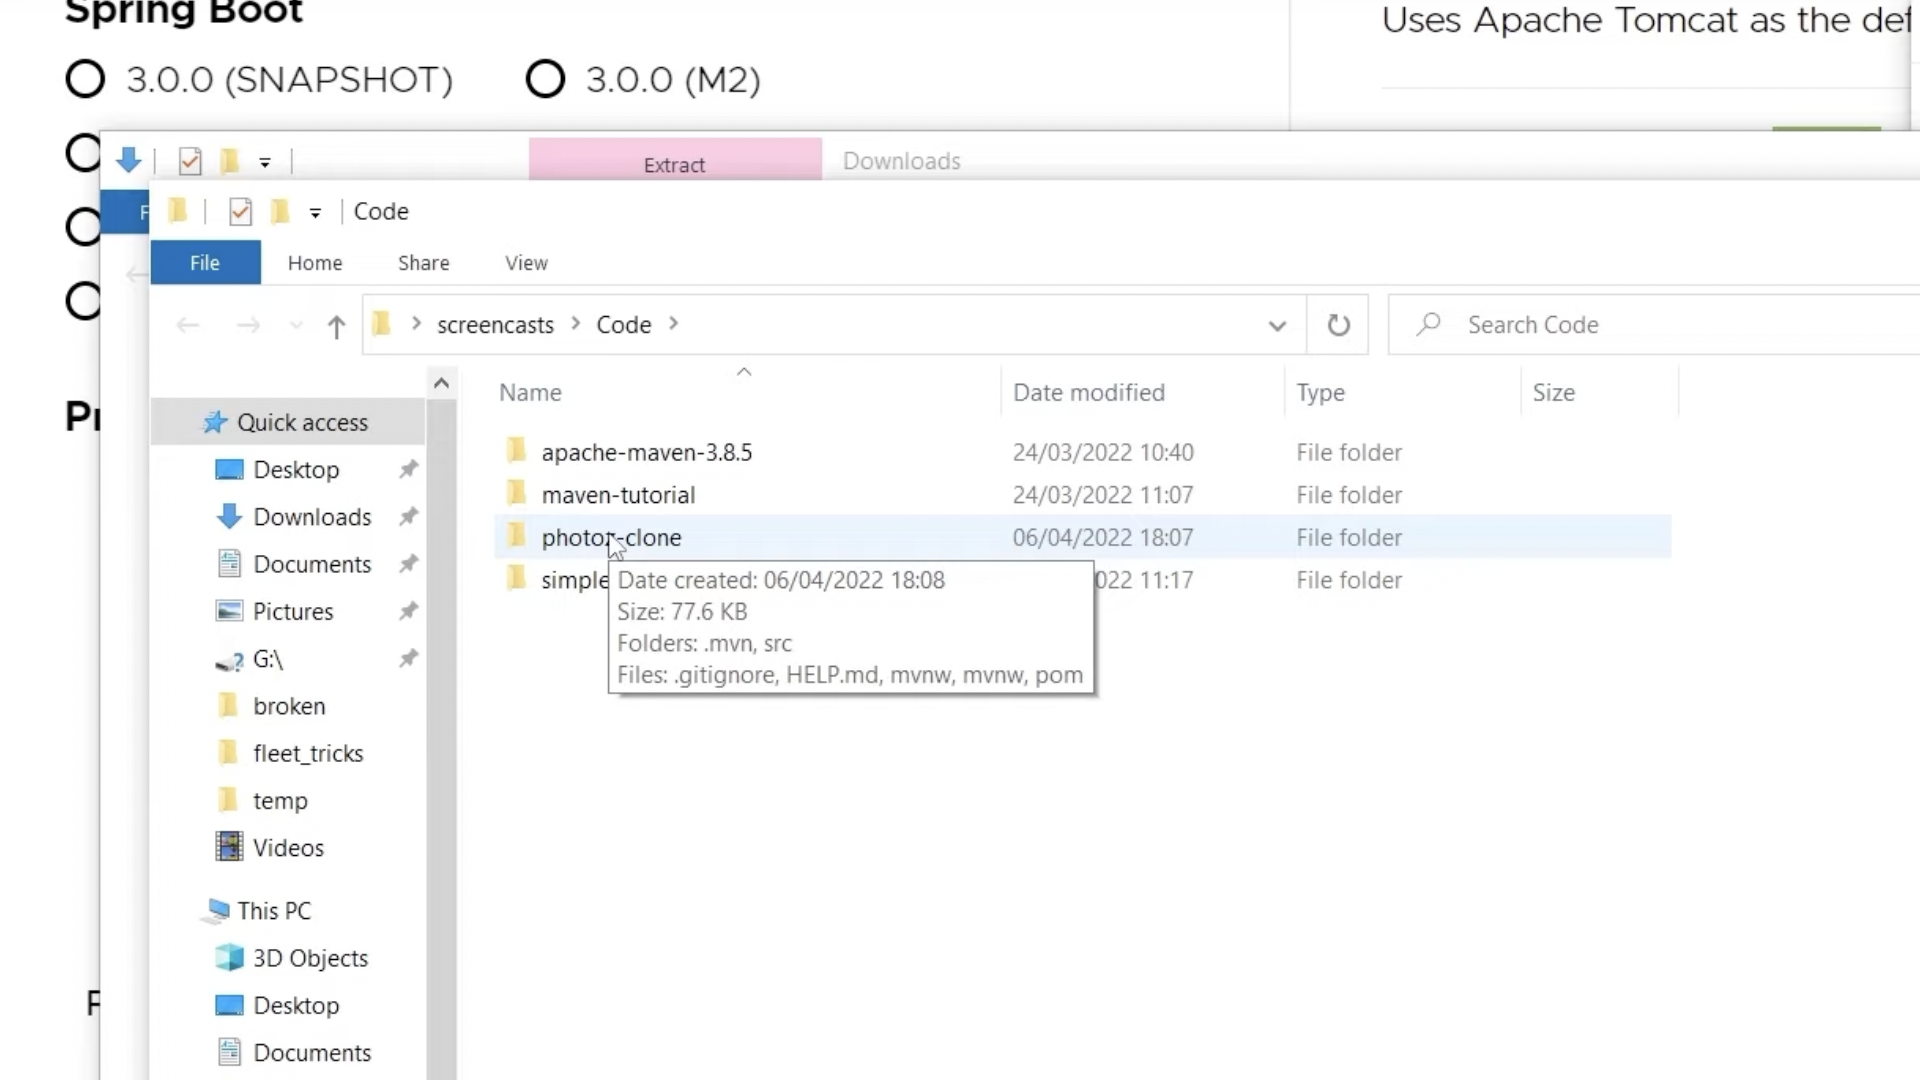 Spring Boot
Uses Apache Tomcat as the def
3.0.0 (SNAPSHOT)
3.0.0 (M2)
Extract
Downloads
F
Code
File
Home
Share
View
screencasts
Code
Search Code
Name
Date modified
Type
Size
Pr
Quick access
Desktop
Downloads
Documents
Pictures
G:\
broken
fleet_tricks
temp
Videos
This PC
3D Objects
Desktop
Documents
apache-maven-3.8.5 24/03/2022 10:40 File folder
maven-tutorial 24/03/2022 11:07 File folder
photoz-clone 06/04/2022 18:07 File folder
simple 022 11:17 File folder
Date created: 06/04/2022 18:08
Size: 77.6 KB
Folders: .mvn, src
Files: .gitignore, HELP.md, mvnw, mvnw, pom